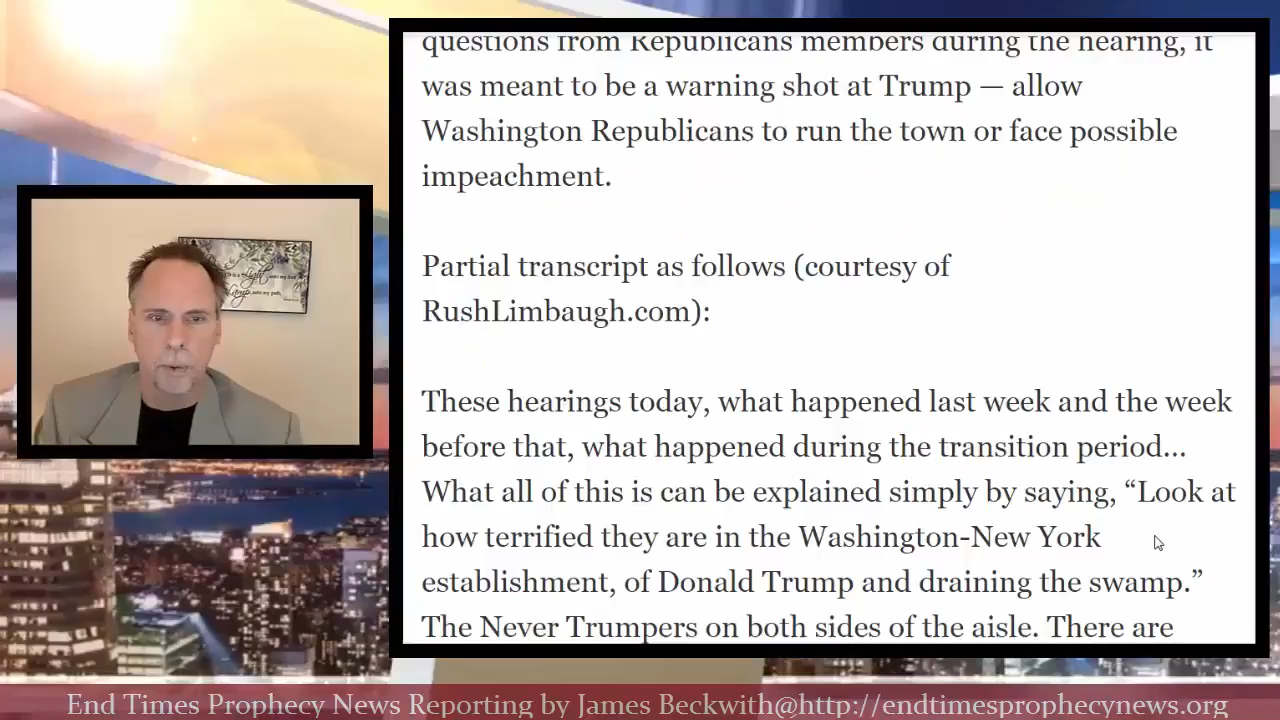 questions from Republicans members during the hearing, it
was meant to be a warning shot at Trump — allow
Washington Republicans to run the town or face possible
impeachment.
Partial transcript as follows (courtesy of
RushLimbaugh.com):
These hearings today, what happened last week and the week
before that, what happened during the transition period...
What all of this is can be explained simply by saying, “Look at
how terrified they are in the Washington-New York
establishment, of Donald Trump and draining the swamp.”
The Never Trumpers on both sides of the aisle. There are
Light
Lamp
End Times Prophecy News Reporting by James Beckwith@http://endtimesprophecynews.org